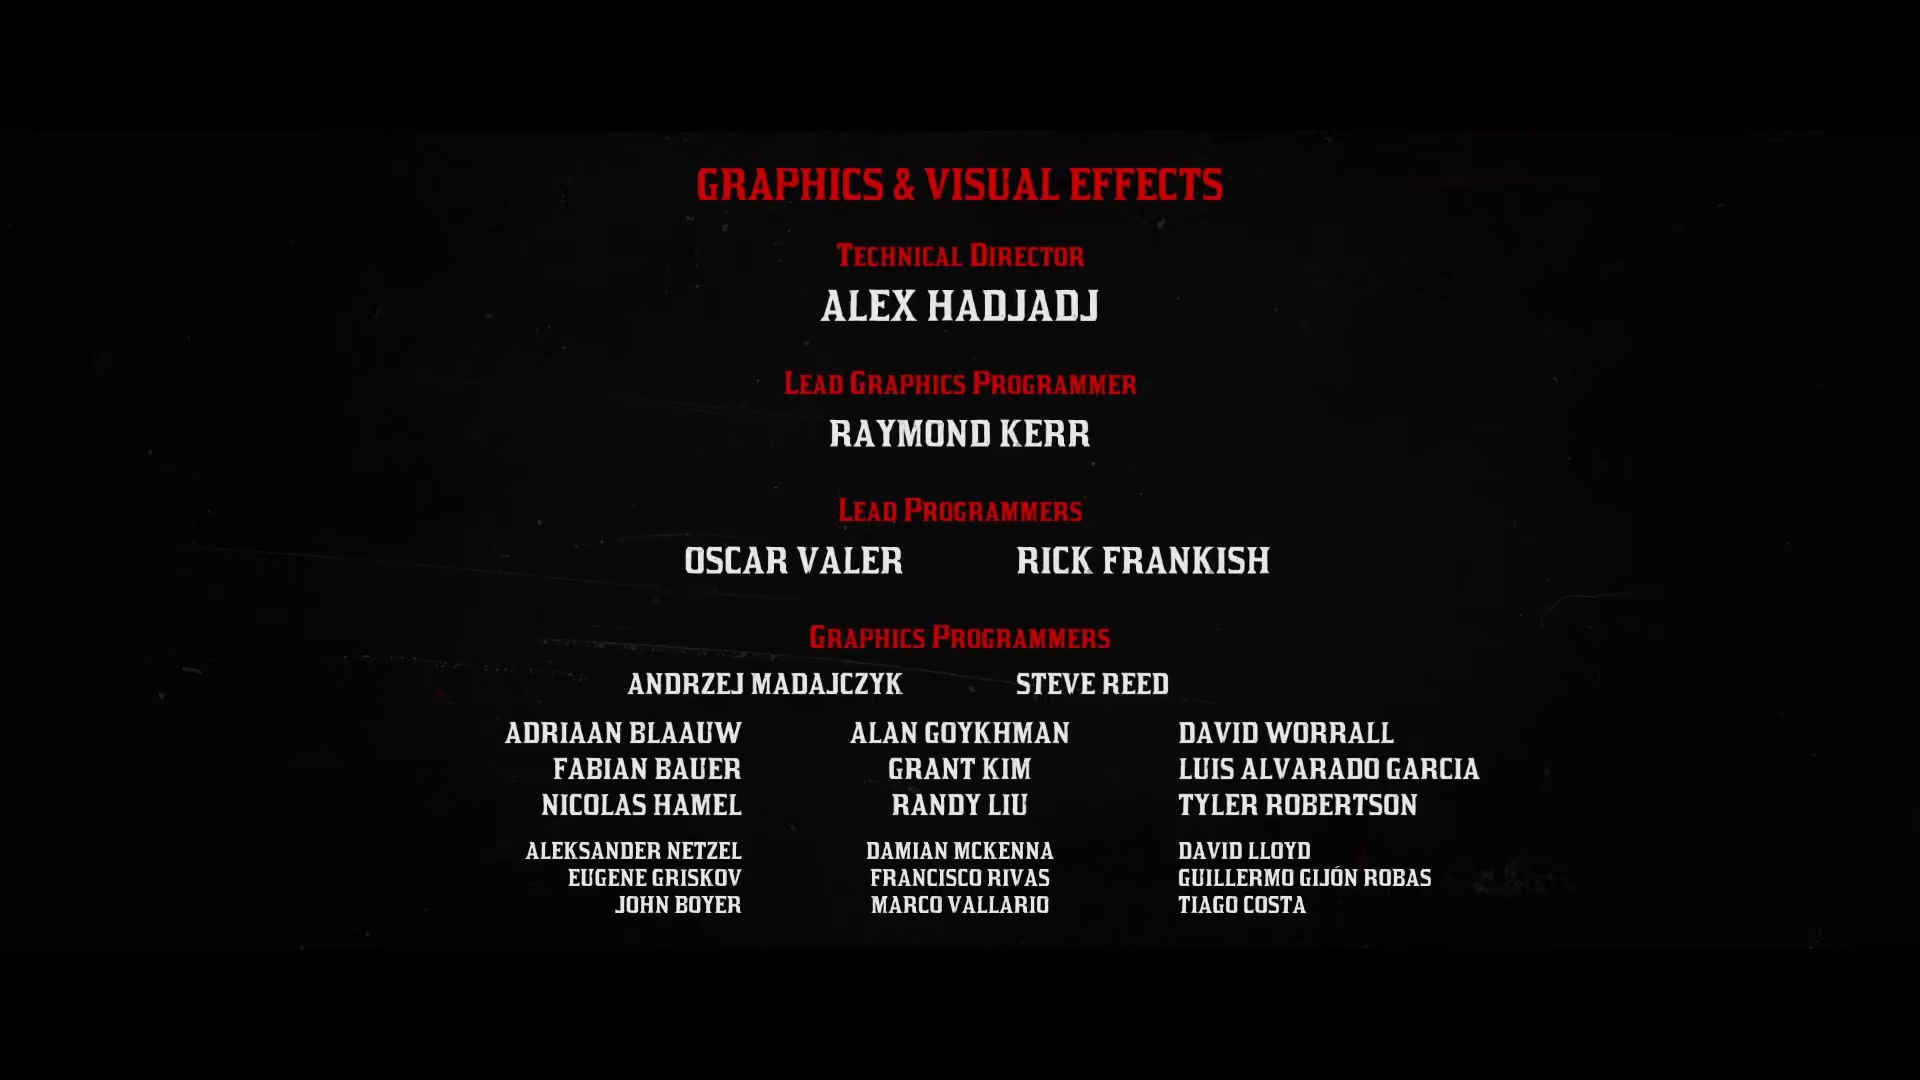 GRAPHICS & VISUAL EFFECTS
TECHNICAL DIRECTOR
ALEX HADJADJ
LEAD GRAPHICS PROGRAMMER
RAYMOND KERR
LEAD PROGRAMMERS
OSCAR VALER RICK FRANKISH
GRAPHICS PROGRAMMERS
ANDRZEJ MADAJCZYK STEVE REED
ADRIAAN BLAAUW ALAN GOYKHMAN DAVID WORRALL
FABIAN BAUER GRANT KIM LUIS ALVARADO GARCIA
NICOLAS HAMEL RANDY LIU TYLER ROBERTSON
ALEKSANDER NETZEL DAMIAN MCKENNA DAVID LLOYD
EUGENE GRISKOV FRANCISCO RIVAS GUILLERMO GIJÓN ROBAS
JOHN BOYER MARCO VALLARIO TIAGO COSTA